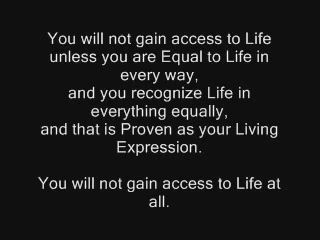 You will not gain access to Life
unless you are Equal to Life in
every way,
and you recognize Life in
everything equally,
and that is Proven as your Living
Expression.
You will not gain access to Life at
all.